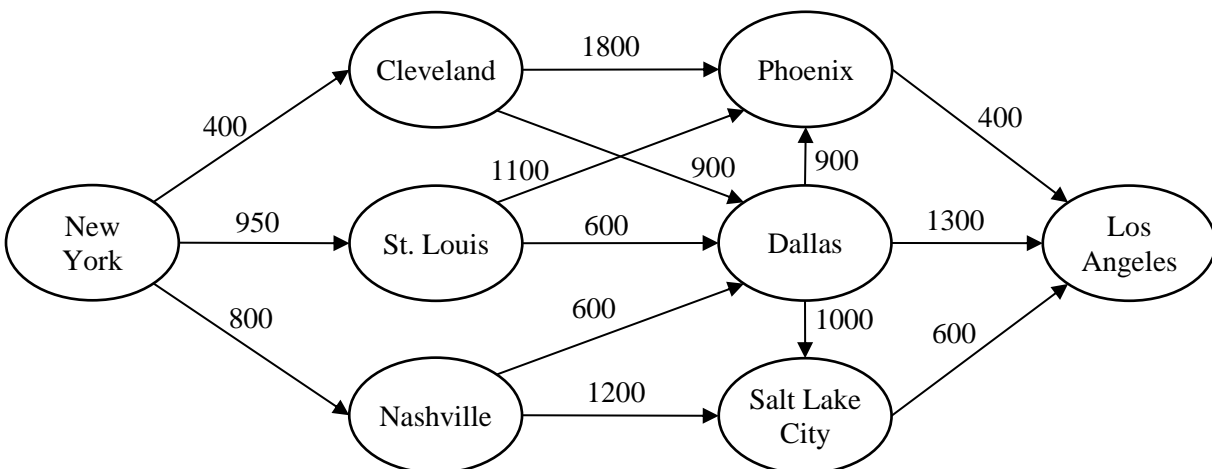 1800
Cleveland
Phoenix
400
400
1100
900
900
New
York
950
St. Louis
600
Dallas
1300
Los
Angeles
800
600
1000
600
Nashville
1200
Salt Lake
City